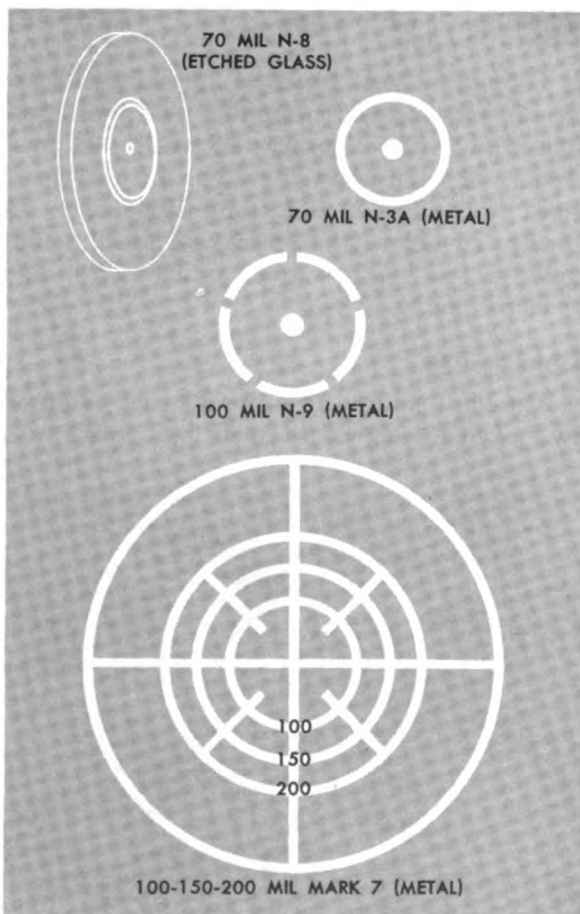 70 MIL N-8
(ETCHED GLASS)
70 MIL N-3A (METAL)
100 MIL N-9 (METAL)
100
150
200
100-150-200 MIL MARK 7 (METAL)